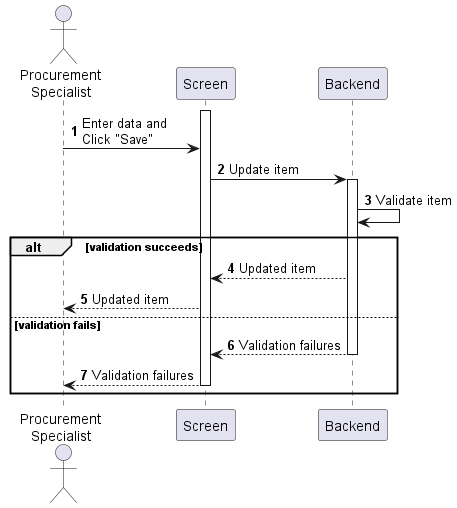 Procurement
Specialist
Screen
Backend
1 Enter data and
Click "Save"
2 Update item
3 Validate item
alt [validation succeeds]
4 Updated item
5 Updated item
[validation fails]
6 Validation failures
7 Validation failures
Procurement
Specialist
Screen
Backend